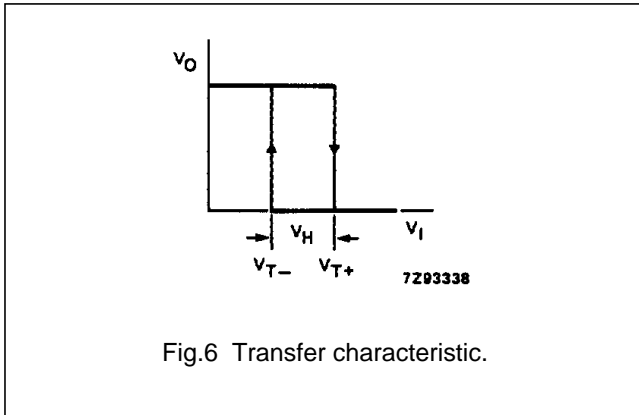 VO
VH
VI
VT−
VT+
7Z93338
Fig.6 Transfer characteristic.